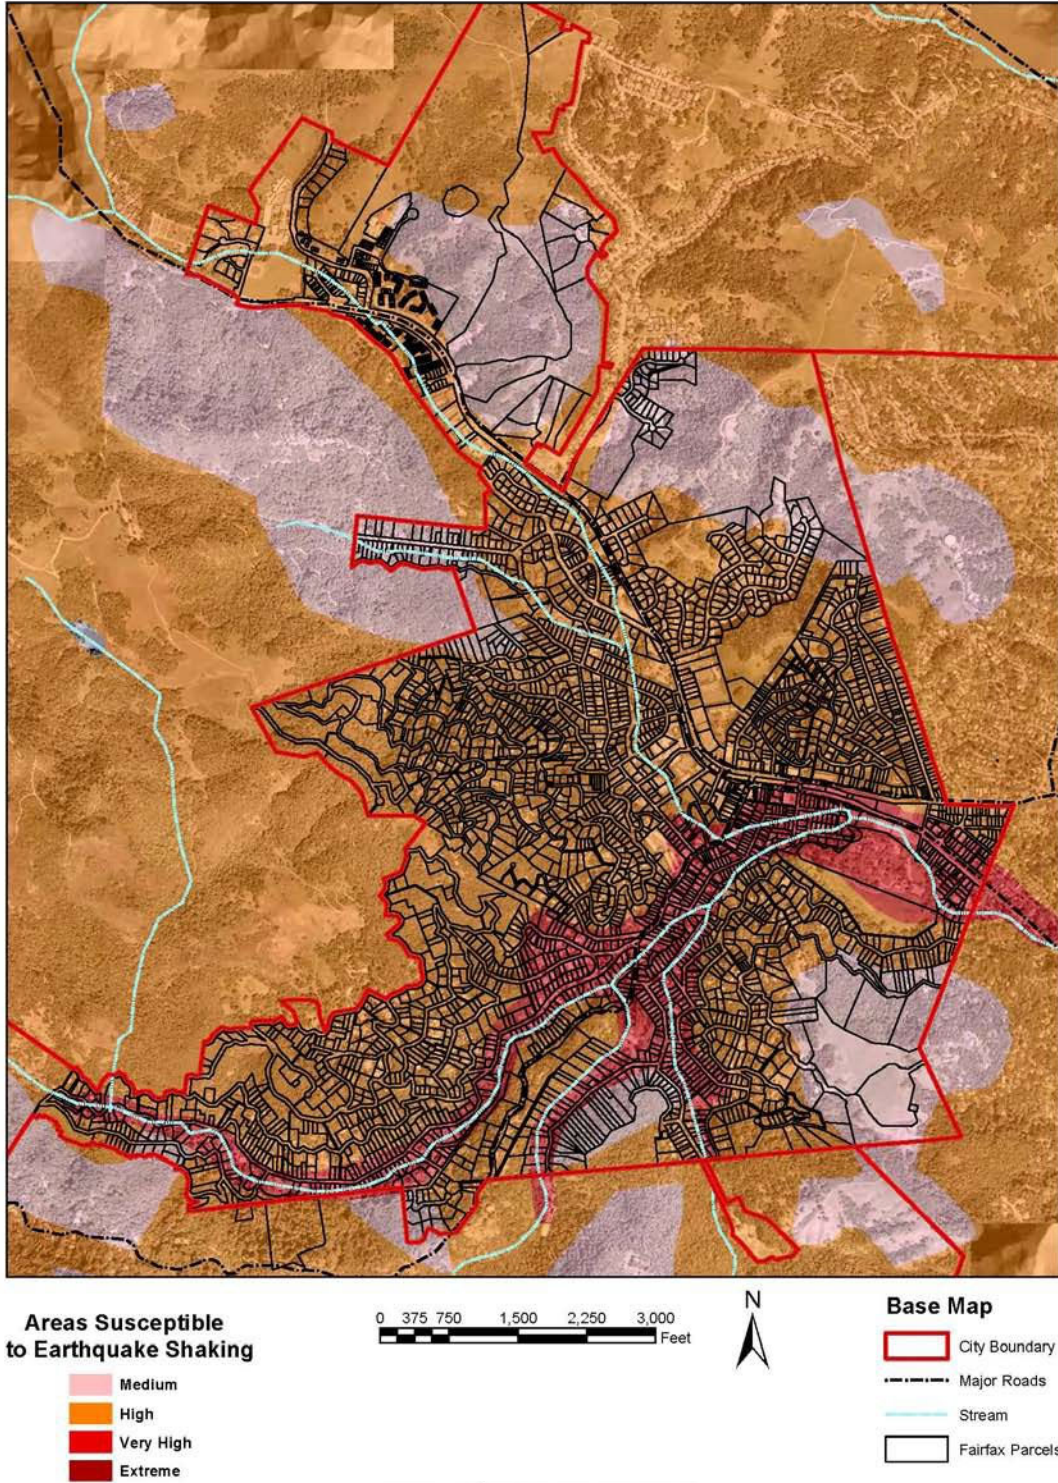 Areas Susceptible
to Earthquake Shaking
Medium
High
Very High
Extreme
0 375 750 1,500 2,250 3,000
Feet
N
Base Map
City Boundary
Major Roads
Stream
Fairfax Parcels